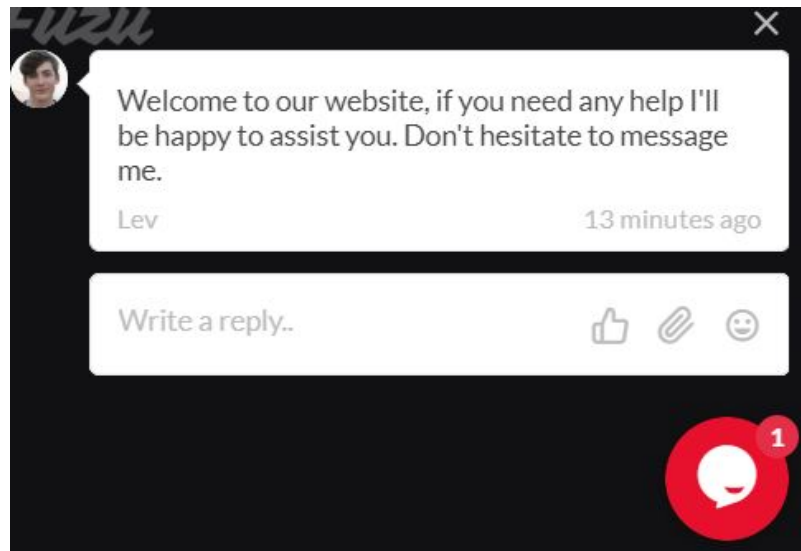 Welcome to our website, if you need any help I'll
be happy to assist you. Don't hesitate to message
me.
Lev 13 minutes ago
Write a reply..
1